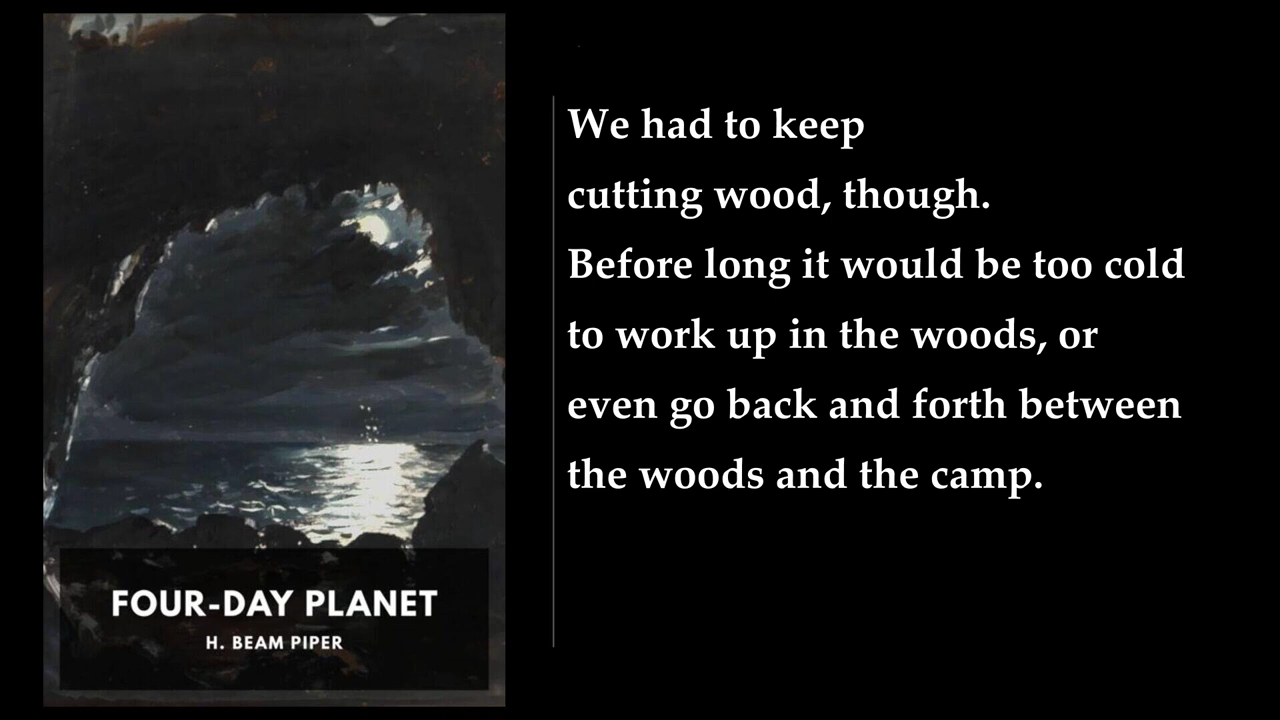 FOUR-DAY PLANET
H. BEAM PIPER
We had to keep
cutting wood, though.
Before long it would be too cold
to work up in the woods, or
even go back and forth between
the woods and the camp.